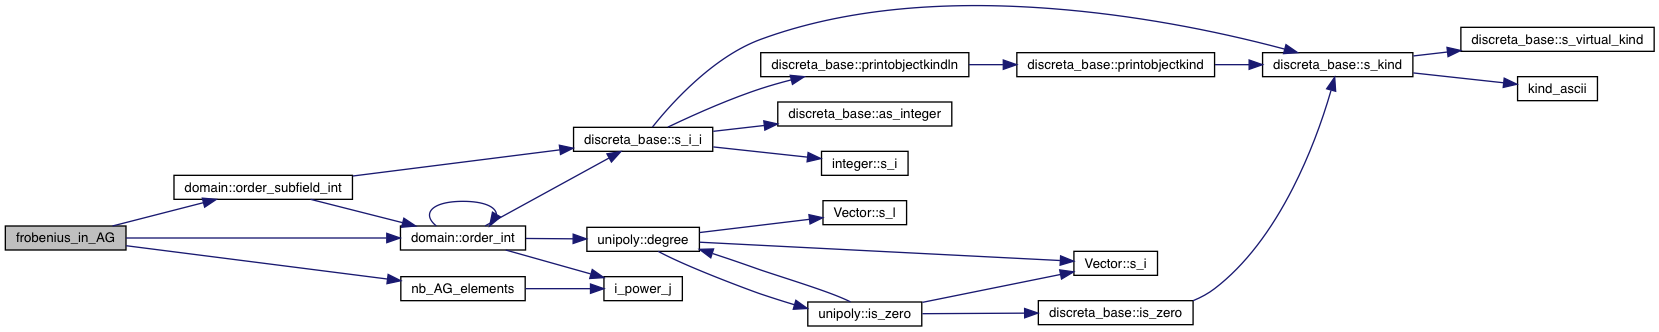 frobenius_in_AG
domain::order_subfield_int
domain::order_int
nb_AG_elements
discreta_base::s_i_i
unipoly::degree
i_power_j
discreta_base::printobjectkindln
discreta_base::as_integer
integer::s_i
Vector::s_l
unipoly::is_zero
discreta_base::printobjectkind
Vector::s_i
discreta_base::is_zero
discreta_base::s_kind
discreta_base::s_virtual_kind
kind_ascii